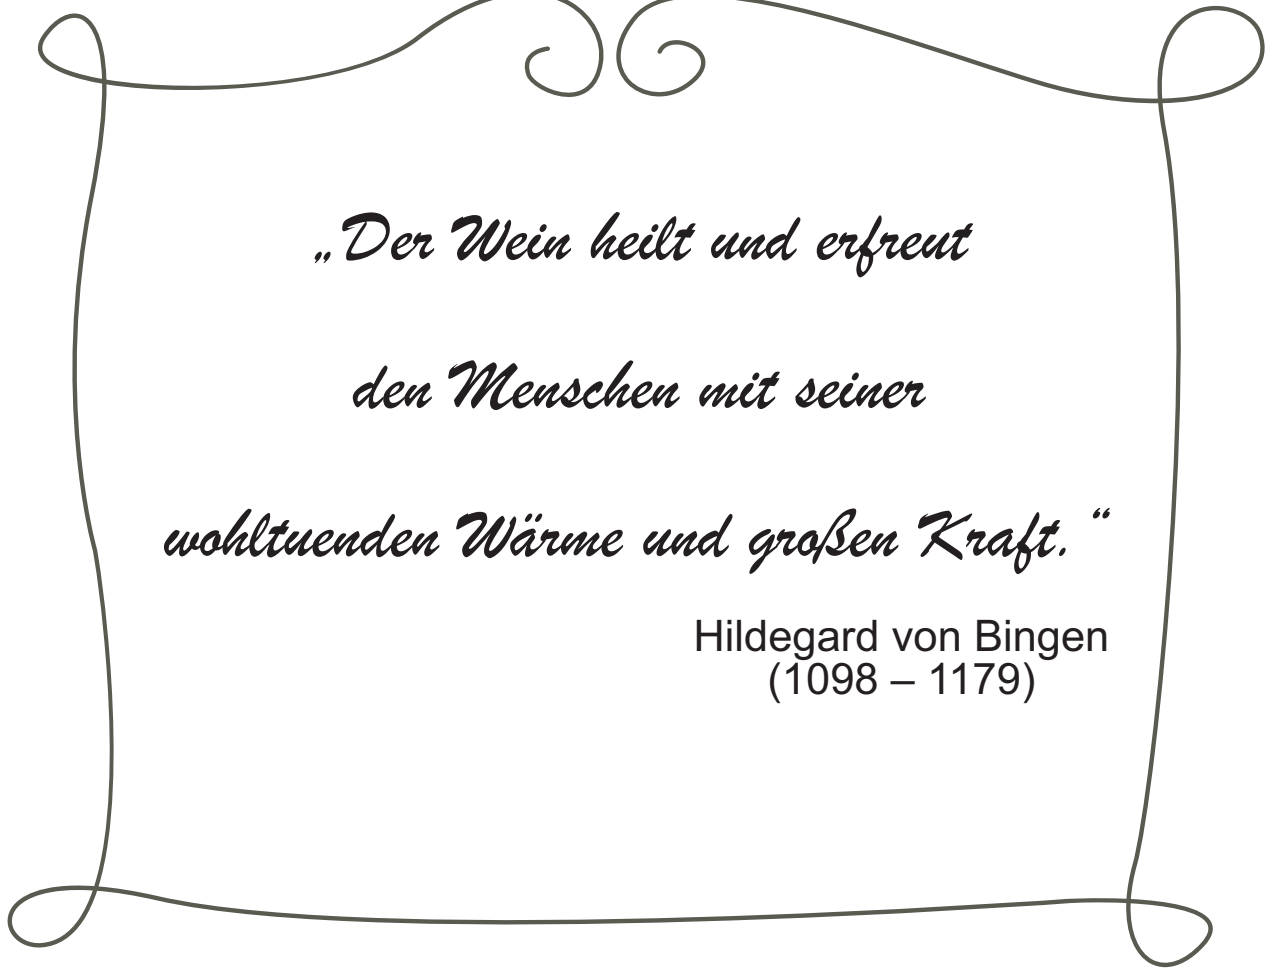 „Der Wein heilt und erfreut
den Menschen mit seiner
wohltuenden Wärme und großen Kraft.“
Hildegard von Bingen
(1098 – 1179)